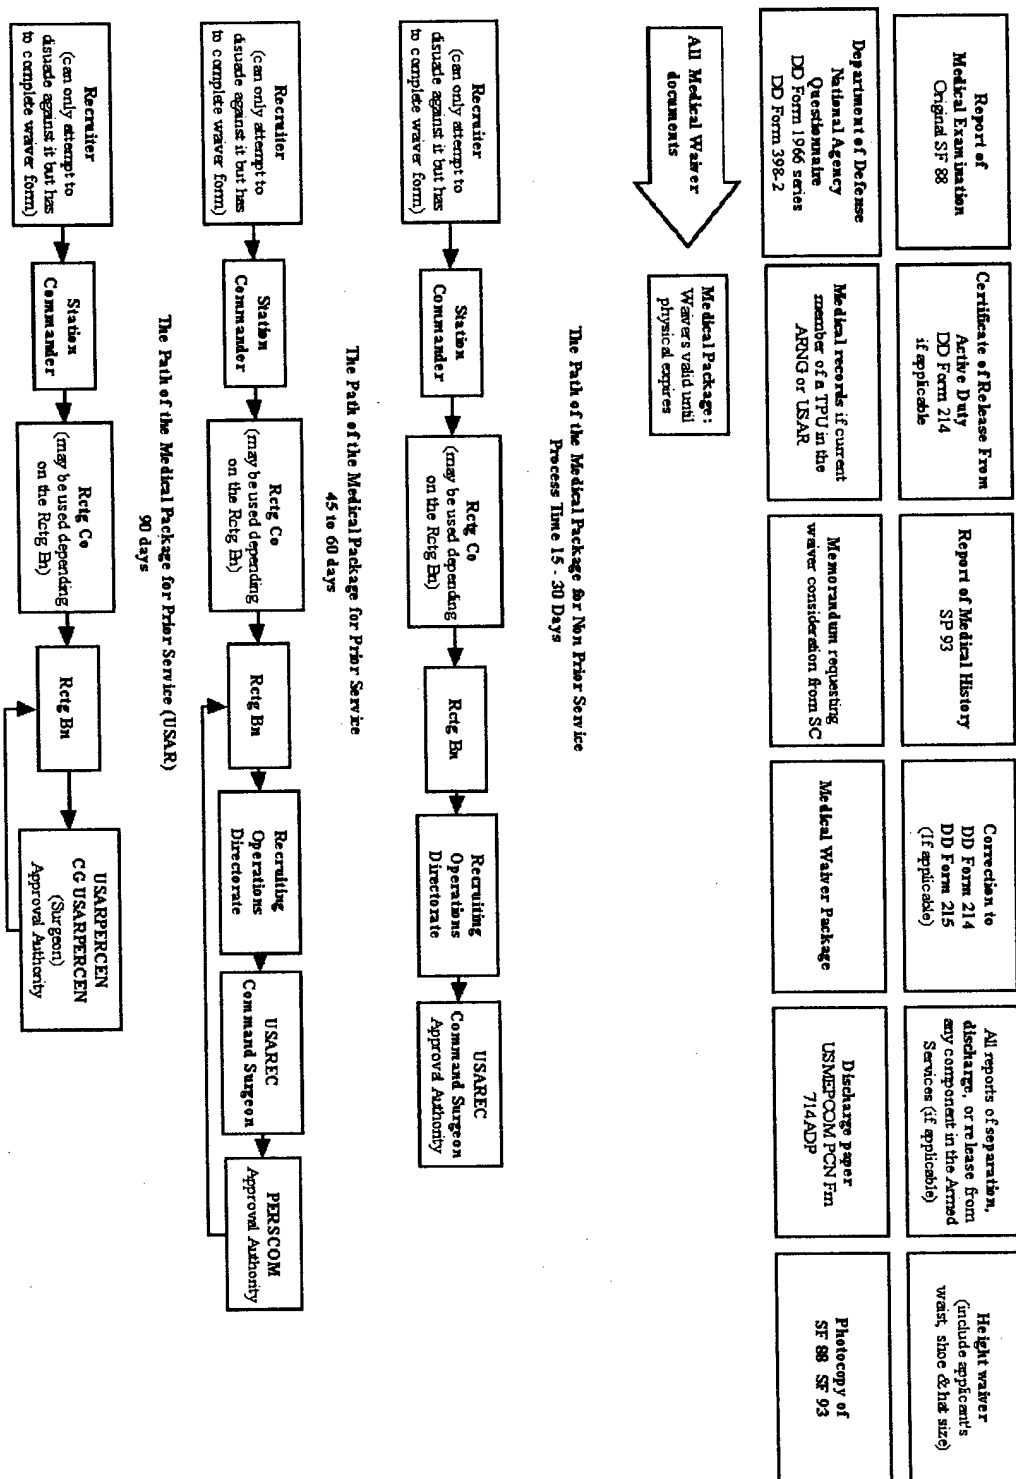 Report of
Medical Examination
Original SF 88
Certificate of Release From
Active Duty
DD Form 214
if applicable
Report of Medical History
SP 93
Correction to
DD Form 214
DD Form 215
(If applicable)
All reports of separation,
discharge, or release from
any component in the Armed
Services (if applicable)
Height waiver
(include applicant's
waist, shoe & hat size)
Department of Defense
National Agency
Questionnaire
DD Form 1966 series
DD Form 398-2
Medical records if current
member of a TPU in the
ARNG or USAR
Memorandum requesting
waiver consideration from SC
Medical Waiver Package
Discharge paper
USMEPCOM PCN Fm
714ADP
Photocopy of
SF 88 SF 93
All Medical Waiver
documents
Medical Package:
Waivers valid until
physical expires
The Path of the Medical Package for Non Prior Service
Process Time 15 - 30 Days
Recruiter
(can only attempt to
disuade against it but has
to complete waiver form)
Station
Commander
Rctg Co
(may be used depending
on the Rctg Bn)
Rctg Bn
Recruiting
Operations
Directorate
USAREC
Command Surgeon
Approval Authority
The Path of the Medical Package for Prior Service
45 to 60 days
Recruiter
(can only attempt to
disuade against it but has
to complete waiver form)
Station
Commander
Rctg Co
(may be used depending
on the Rctg Bn)
Rctg Bn
Recruiting
Operations
Directorate
USAREC
Command Surgeon
PERSCOM
Approval Authority
The Path of the Medical Package for Prior Service (USAR)
90 days
Recruiter
(can only attempt to
disuade against it but has
to complete waiver form)
Station
Commander
Rctg Co
(may be used depending
on the Rctg Bn)
Rctg Bn
USARPERCEN
CG USARPERCEN
(Surgeon)
Approval Authority